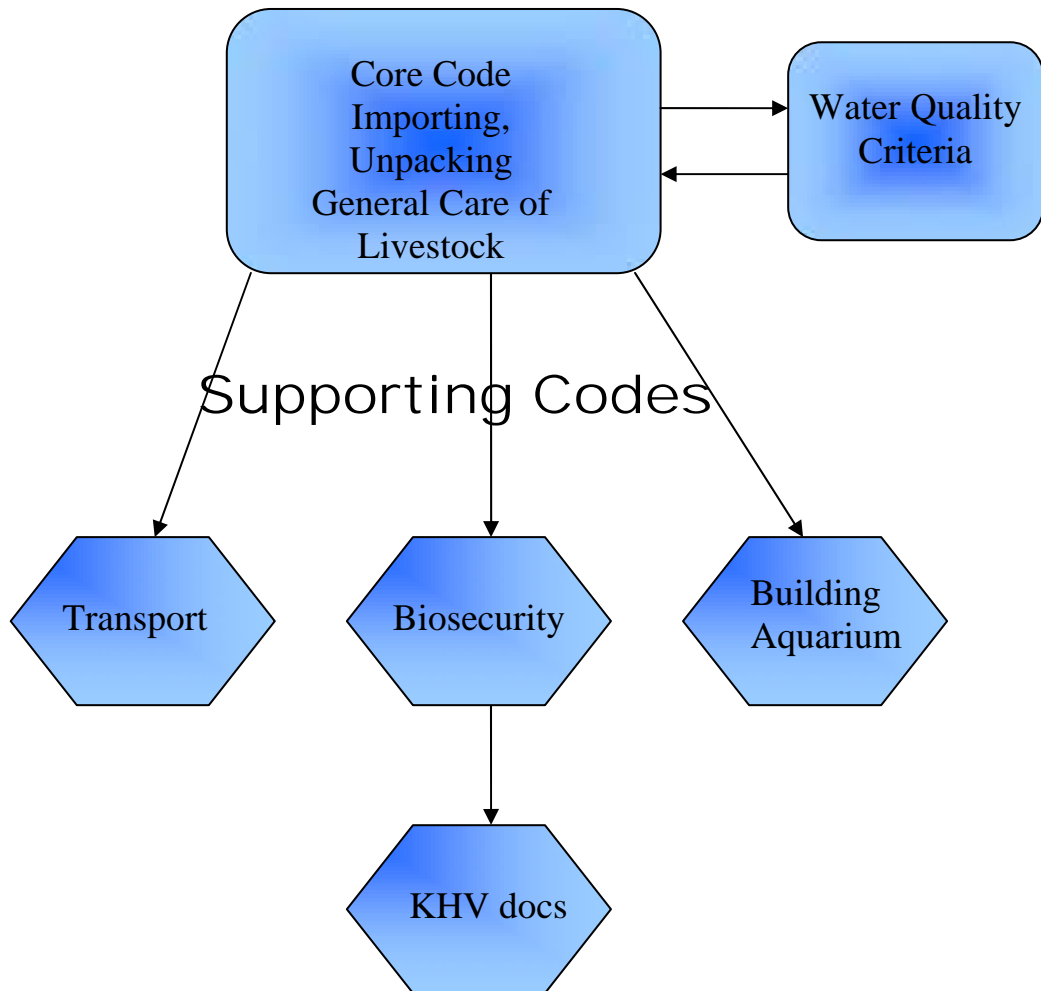 Core Code
Importing,
Unpacking
General Care of
Livestock
Water Quality
Criteria
Supporting Codes
Transport
Biosecurity
Building
Aquarium
KHV docs